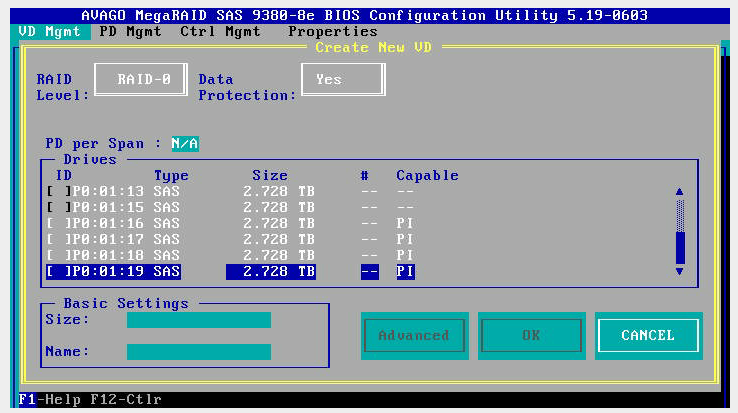 AVAGO MegaRAID SAS 9380-8e BIOS Configuration Utility 5.19-0603
VD Mgmt PD Mgmt Ctrl Mgmt Properties
Create New VD
RAID Level: RAID-0 Data Protection: Yes
PD per Span : N/A
Drives
ID Type Size # Capable
[ ]P0:01:13 SAS 2.728 TB -- --
[ ]P0:01:15 SAS 2.728 TB -- --
[ ]P0:01:16 SAS 2.728 TB -- PI
[ ]P0:01:17 SAS 2.728 TB -- PI
[ ]P0:01:18 SAS 2.728 TB -- PI
[ ]P0:01:19 SAS 2.728 TB -- PI
Basic Settings
Size:
Name:
Advanced OK CANCEL
F1-Help F12-Ctlr